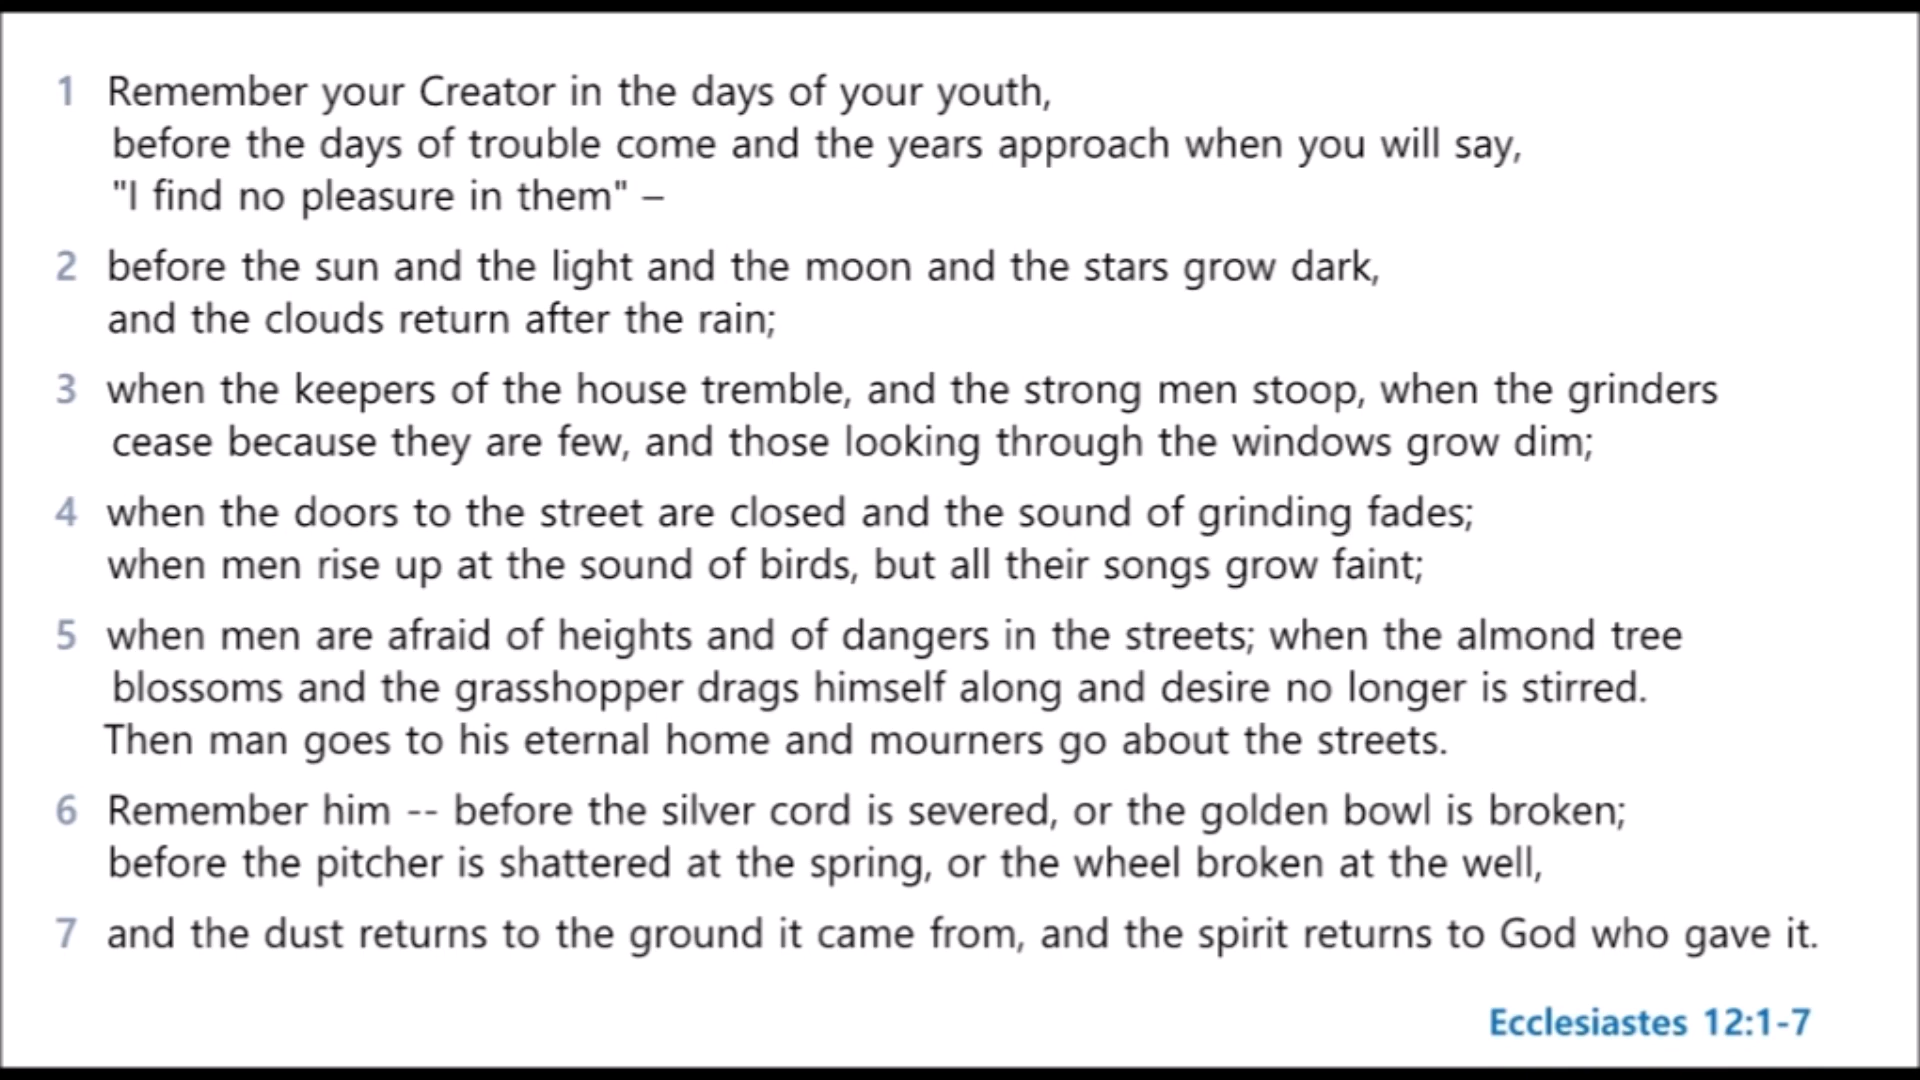 1 Remember your Creator in the days of your youth,
before the days of trouble come and the years approach when you will say,
"I find no pleasure in them" –
2 before the sun and the light and the moon and the stars grow dark,
and the clouds return after the rain;
3 when the keepers of the house tremble, and the strong men stoop, when the grinders
cease because they are few, and those looking through the windows grow dim;
4 when the doors to the street are closed and the sound of grinding fades;
when men rise up at the sound of birds, but all their songs grow faint;
5 when men are afraid of heights and of dangers in the streets; when the almond tree
blossoms and the grasshopper drags himself along and desire no longer is stirred.
Then man goes to his eternal home and mourners go about the streets.
6 Remember him -- before the silver cord is severed, or the golden bowl is broken;
before the pitcher is shattered at the spring, or the wheel broken at the well,
7 and the dust returns to the ground it came from, and the spirit returns to God who gave it.
Ecclesiastes 12:1-7